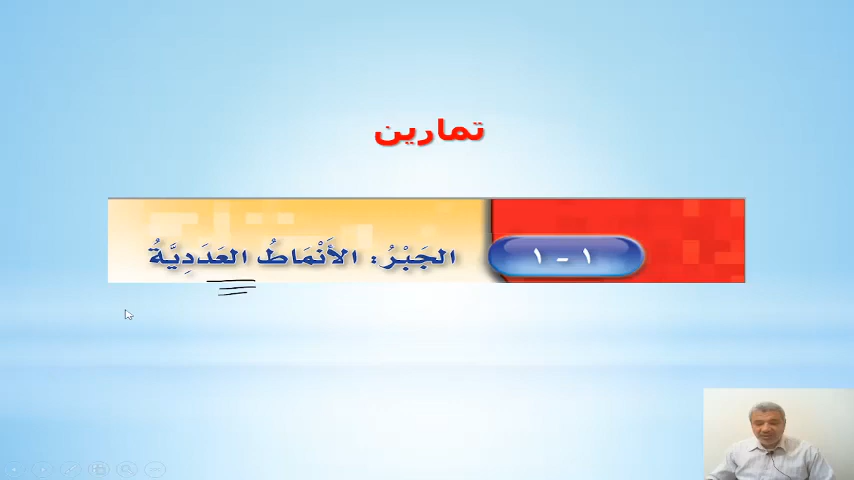 تمارين
١ - ١ الجَبْرُ: الأَنْمَاطُ العَدَدِيَّةُ